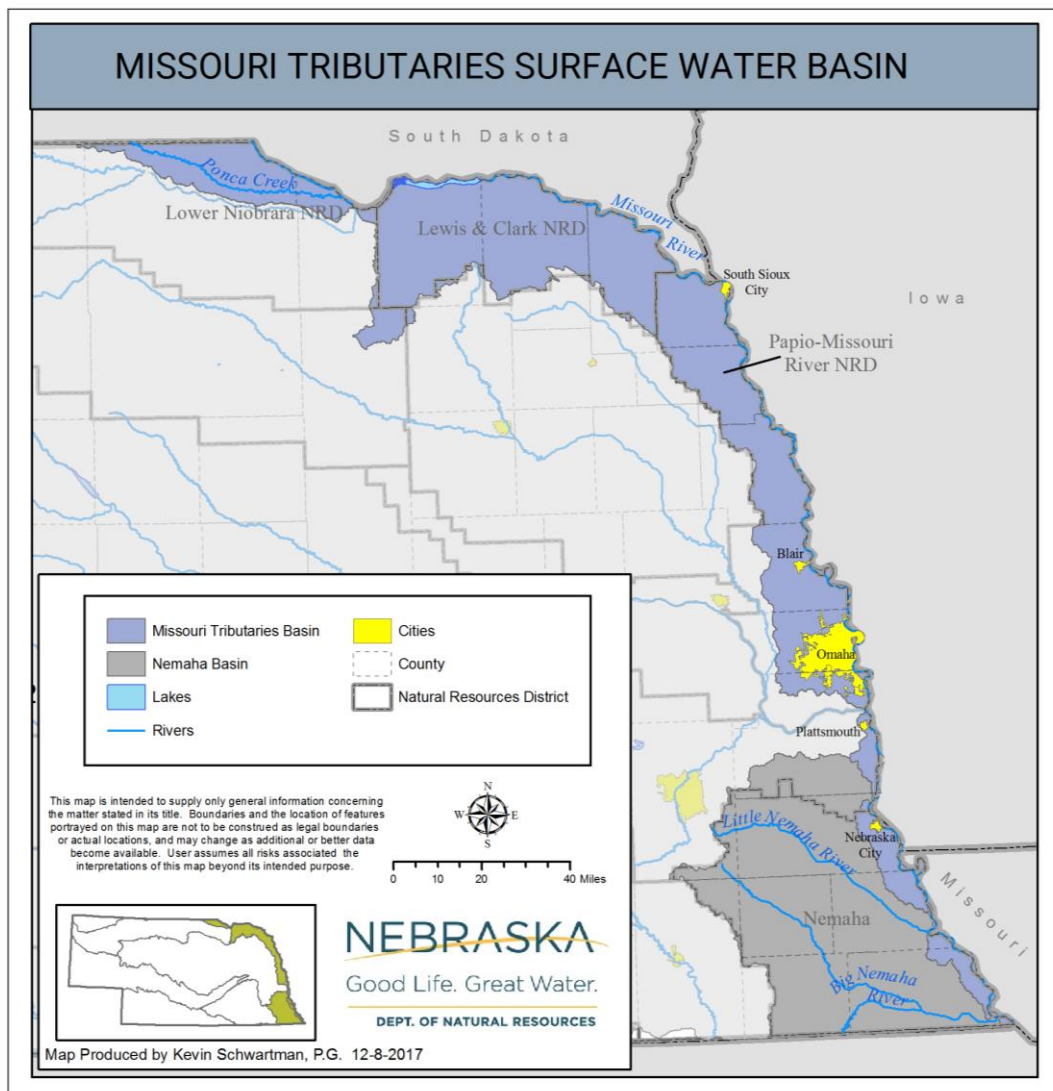 MISSOURI TRIBUTARIES SURFACE WATER BASIN
South Dakota
Ponca Creek
Lower Niobrara NRD
Lewis & Clark NRD
Missouri
River
South Sioux
City
Iowa
Papio-Missouri
River NRD
Blair
Omaha
Plattsmouth
Little Nemaha River
Nebraska
City
Missouri
Nemaha
Big Nemaha
River
Missouri Tributaries Basin
Nemaha Basin
Lakes
Rivers
Cities
County
Natural Resources District
This map is intended to supply only general information concerning
the matter stated in its title. Boundaries and the location of features
portrayed on this map are not to be construed as legal boundaries
or actual locations, and may change as additional or better data
become available. User assumes all risks associated the
interpretations of this map beyond its intended purpose.
N
W E
S
0 10 20 40 Miles
NEBRASKA
Good Life. Great Water.
DEPT. OF NATURAL RESOURCES
Map Produced by Kevin Schwartman, P.G. 12-8-2017